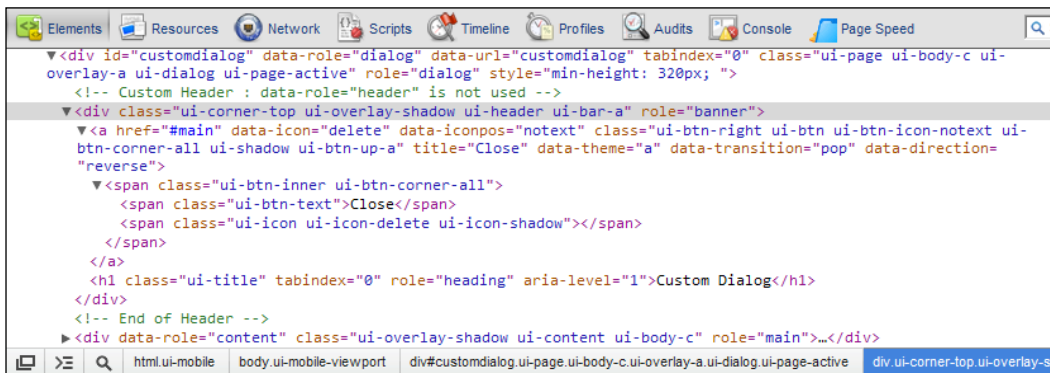 Elements Resources Network Scripts Timeline Profiles Audits Console Page Speed
▼<div id="customdialog" data-role="dialog" data-url="customdialog" tabindex="0" class="ui-page ui-body-c ui-
overlay-a ui-dialog ui-page-active" role="dialog" style="min-height: 320px; ">
<!-- Custom Header : data-role="header" is not used -->
▼<div class="ui-corner-top ui-overlay-shadow ui-header ui-bar-a" role="banner">
▼<a href="#main" data-icon="delete" data-iconpos="notext" class="ui-btn-right ui-btn ui-btn-icon-notext ui-
btn-corner-all ui-shadow ui-btn-up-a" title="Close" data-theme="a" data-transition="pop" data-direction=
"reverse">
▼<span class="ui-btn-inner ui-btn-corner-all">
<span class="ui-btn-text">Close</span>
<span class="ui-icon ui-icon-delete ui-icon-shadow"></span>
</span>
</a>
<h1 class="ui-title" tabindex="0" role="heading" aria-level="1">Custom Dialog</h1>
</div>
<!-- End of Header -->
▶<div data-role="content" class="ui-overlay-shadow ui-content ui-body-c" role="main">…</div>
html.ui-mobile body.ui-mobile-viewport div#customdialog.ui-page.ui-body-c.ui-overlay-a.ui-dialog.ui-page-active div.ui-corner-top.ui-overlay-s